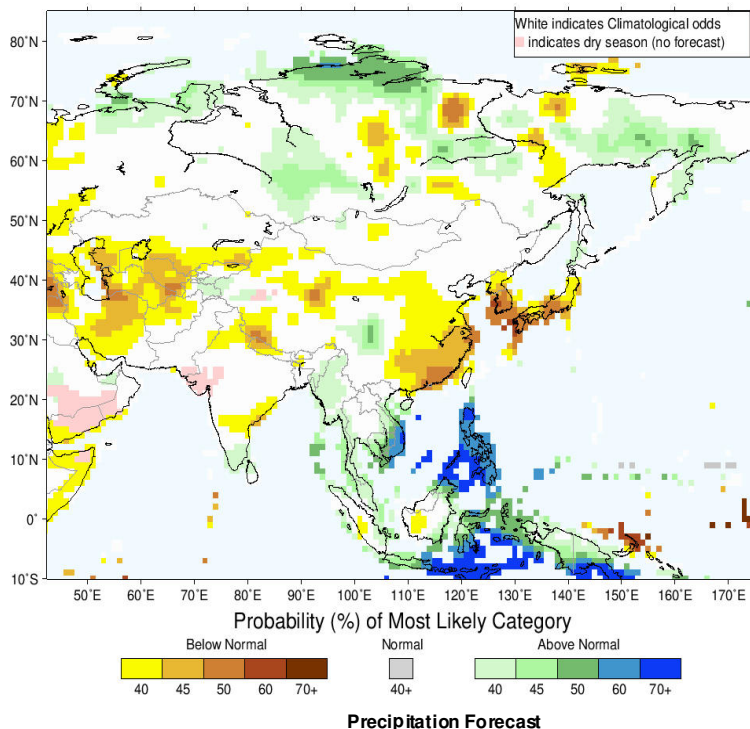 White indicates Climatological odds
indicates dry season (no forecast)
80˚N
70˚N
60˚N
50˚N
40˚N
30˚N
20˚N
10˚N
0˚
10˚S
50˚E 60˚E 70˚E 80˚E 90˚E 100˚E 110˚E 120˚E 130˚E 140˚E 150˚E 160˚E 170˚E
Probability (%) of Most Likely Category
Below Normal Normal Above Normal
40 45 50 60 70+ 40+ 40 45 50 60 70+
Precipitation Forecast